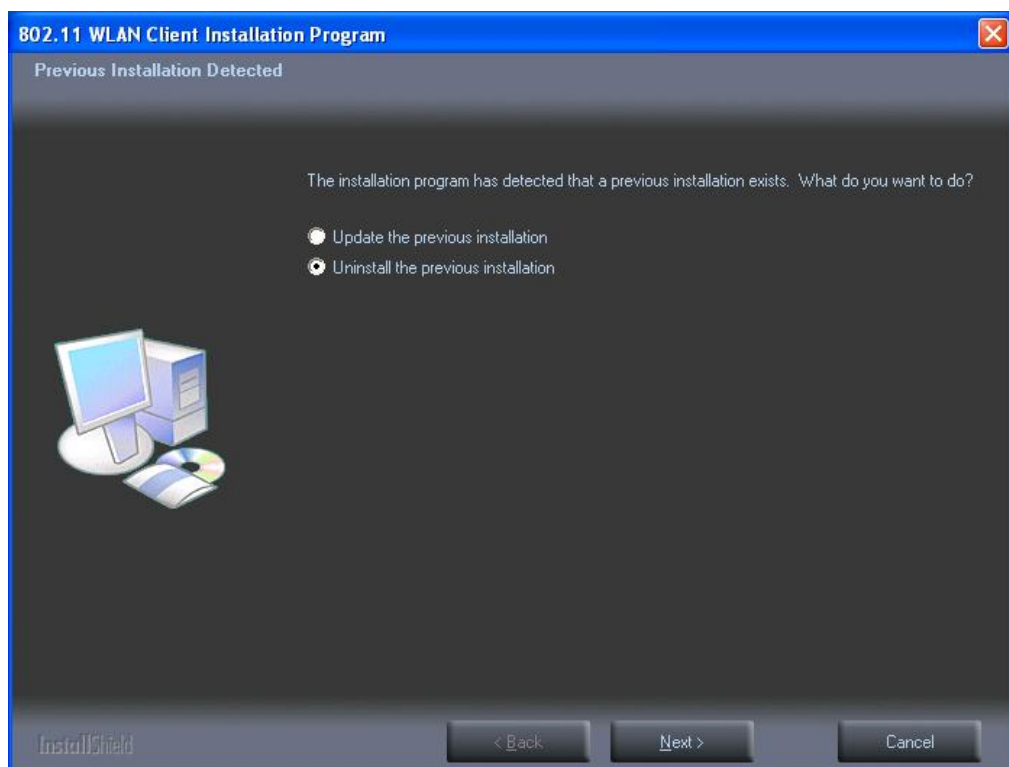 802.11 WLAN Client Installation Program
Previous Installation Detected
The installation program has detected that a previous installation exists. What do you want to do?
Update the previous installation
Uninstall the previous installation
InstallShield
< Back
Next >
Cancel